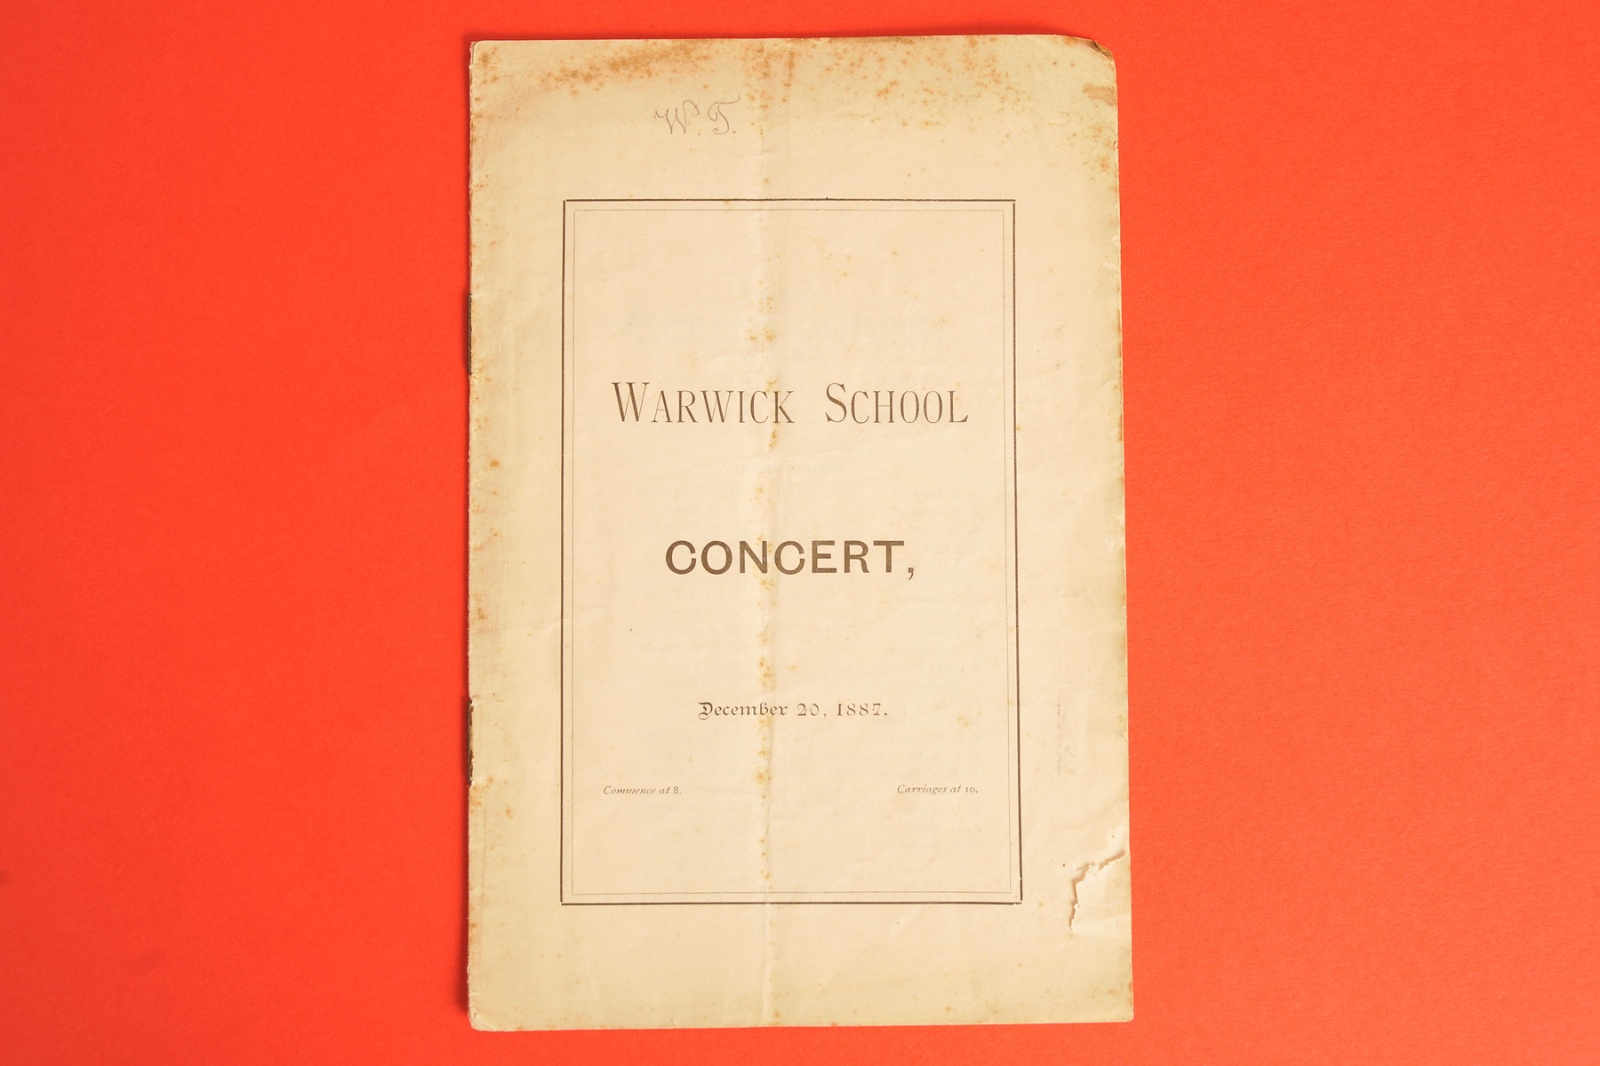 W. T.
WARWICK SCHOOL
CONCERT,
December 20, 1887.
Commence at 8.
Carriages at 10.